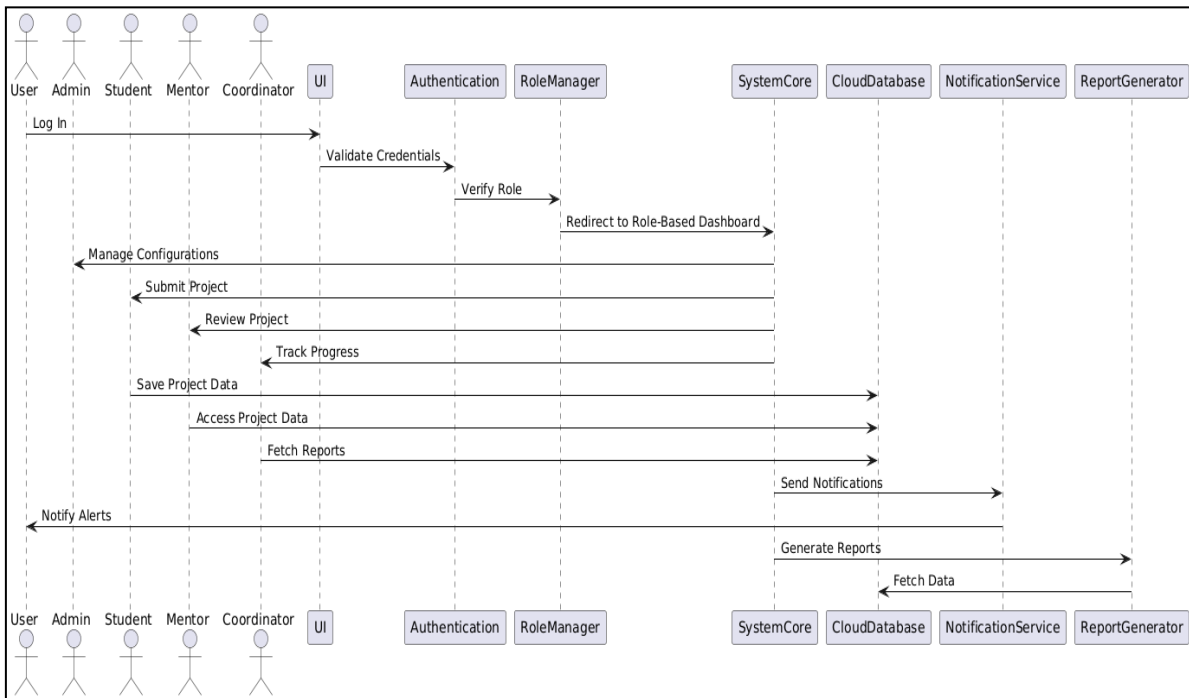 User Admin Student Mentor Coordinator UI Authentication RoleManager SystemCore CloudDatabase NotificationService ReportGenerator
Log In
Validate Credentials
Verify Role
Redirect to Role-Based Dashboard
Manage Configurations
Submit Project
Review Project
Track Progress
Save Project Data
Access Project Data
Fetch Reports
Send Notifications
Notify Alerts
Generate Reports
Fetch Data
User Admin Student Mentor Coordinator UI Authentication RoleManager SystemCore CloudDatabase NotificationService ReportGenerator